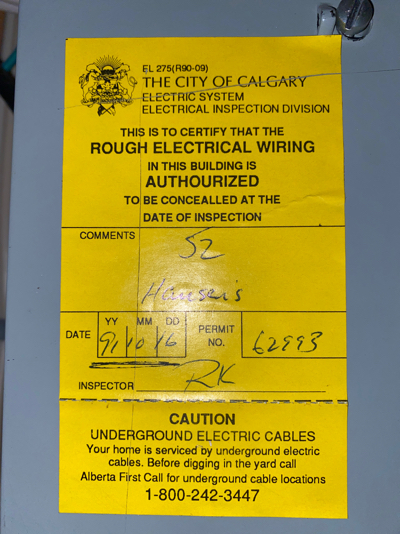 EL 275(R90-09)
THE CITY OF CALGARY
ELECTRIC SYSTEM
ELECTRICAL INSPECTION DIVISION
THIS IS TO CERTIFY THAT THE
ROUGH ELECTRICAL WIRING
IN THIS BUILDING IS
AUTHOURIZED
TO BE CONCEALLED AT THE
DATE OF INSPECTION
COMMENTS
52
DATE YY MM DD PERMIT NO.
91 10 16 62993
INSPECTOR RK
CAUTION
UNDERGROUND ELECTRIC CABLES
Your home is serviced by underground electric
cables. Before digging in the yard call
Alberta First Call for underground cable locations
1-800-242-3447